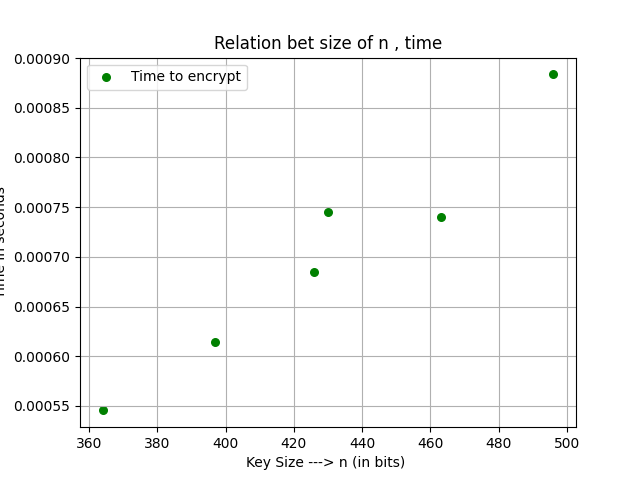 Relation bet size of n , time
Time to encrypt
0.00090
0.00085
0.00080
0.00075
0.00070
0.00065
0.00060
0.00055
Time in seconds
360 380 400 420 440 460 480 500
Key Size ---> n (in bits)